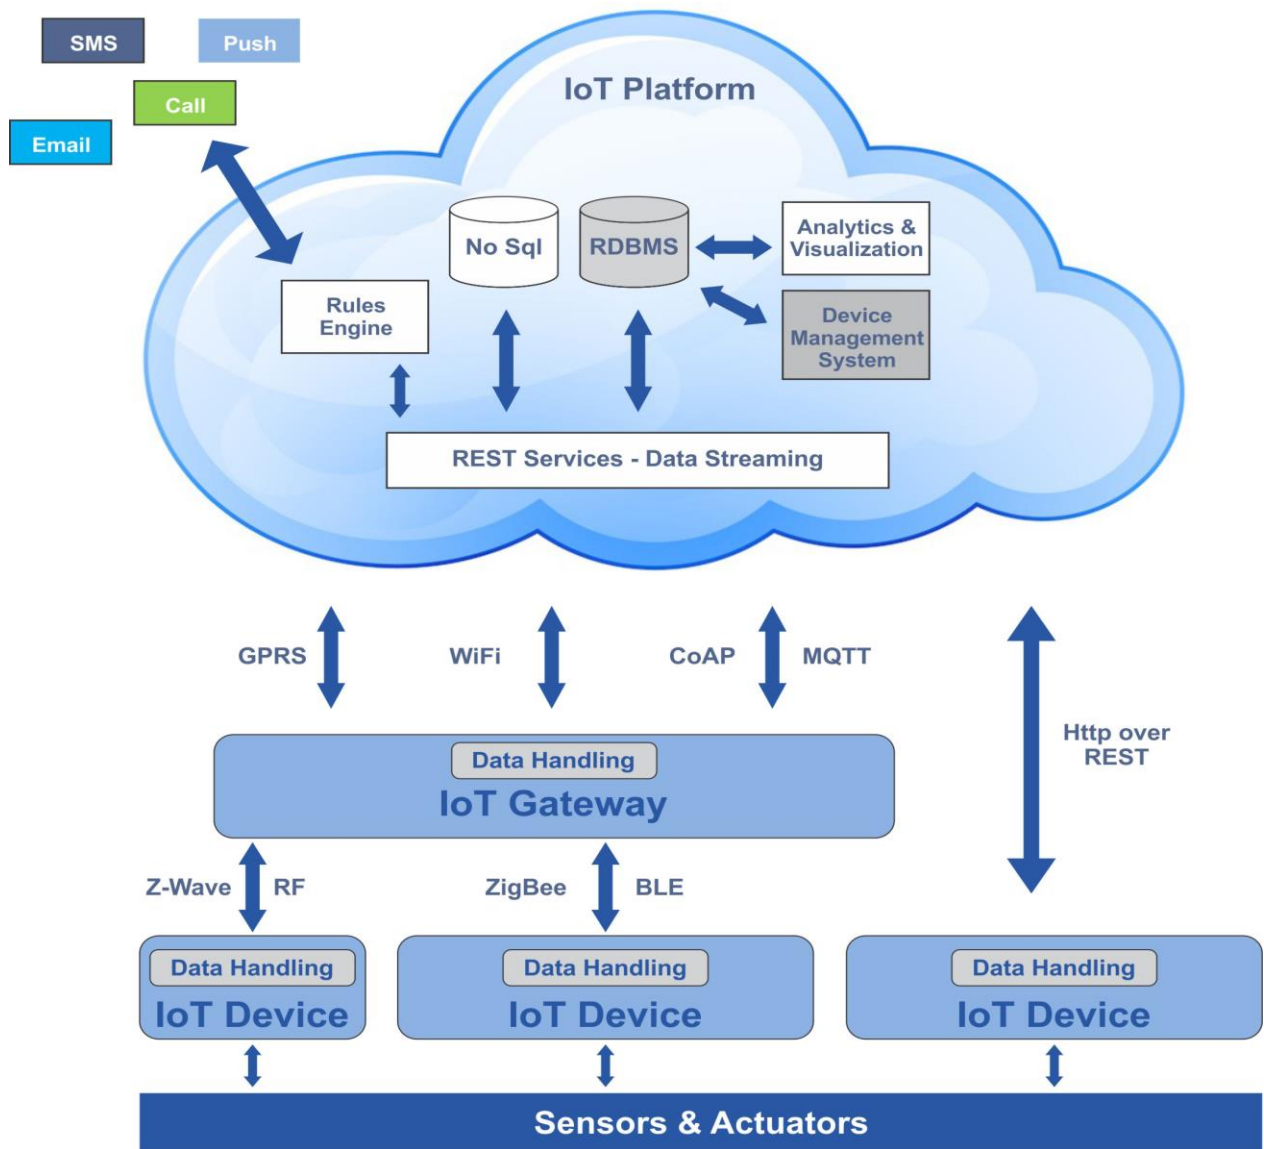 SMS
Push
Call
Email
IoT Platform
No Sql
RDBMS
Analytics &
Visualization
Rules
Engine
Device
Management
System
REST Services - Data Streaming
GPRS
WiFi
CoAP
MQTT
Http over
REST
Data Handling
IoT Gateway
Z-Wave
RF
ZigBee
BLE
Data Handling
IoT Device
Data Handling
IoT Device
Data Handling
IoT Device
Sensors & Actuators